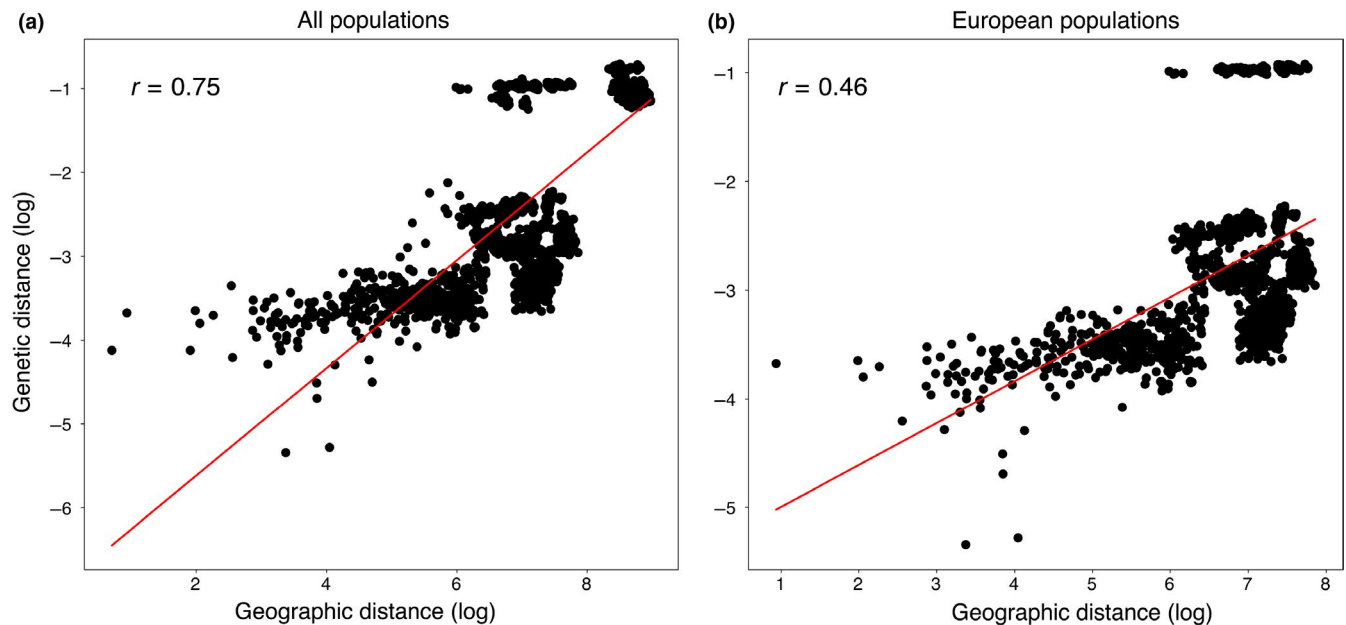 (a)
All populations
r = 0.75
−1
−2
−3
−4
−5
−6
Genetic distance (log)
2
4
6
8
Geographic distance (log)
(b)
European populations
r = 0.46
−1
−2
−3
−4
−5
1
2
3
4
5
6
7
8
Geographic distance (log)